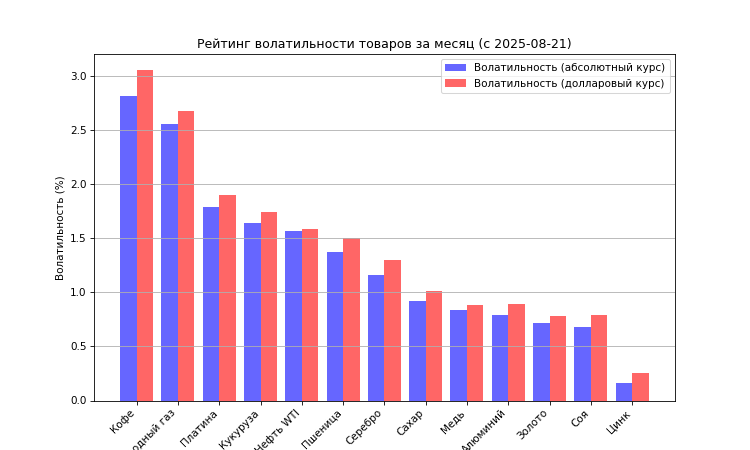 Рейтинг волатильности товаров за месяц (с 2025-08-21)
Волатильность (абсолютный курс)
Волатильность (долларовый курс)
Волатильность (%)
3.0
2.5
2.0
1.5
1.0
0.5
0.0
Кофе
одный газ
Платина
Кукуруза
Нефть WTI
Пшеница
Серебро
Сахар
Медь
Алюминий
Золото
Соя
Цинк